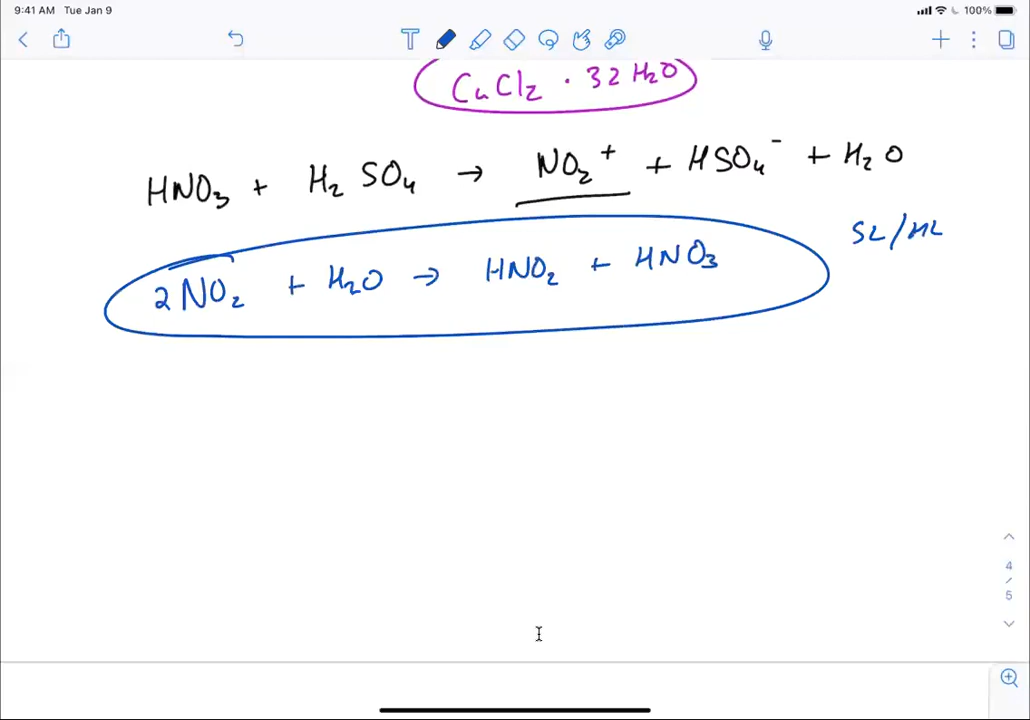 9:41 AM Tue Jan 9 100%
CuCl₂ · 32 H₂O
HNO₃ + H₂SO₄ → NO₂⁺ + HSO₄⁻ + H₂O
SL/HL
2NO₂ + H₂O → HNO₂ + HNO₃
4
/
5